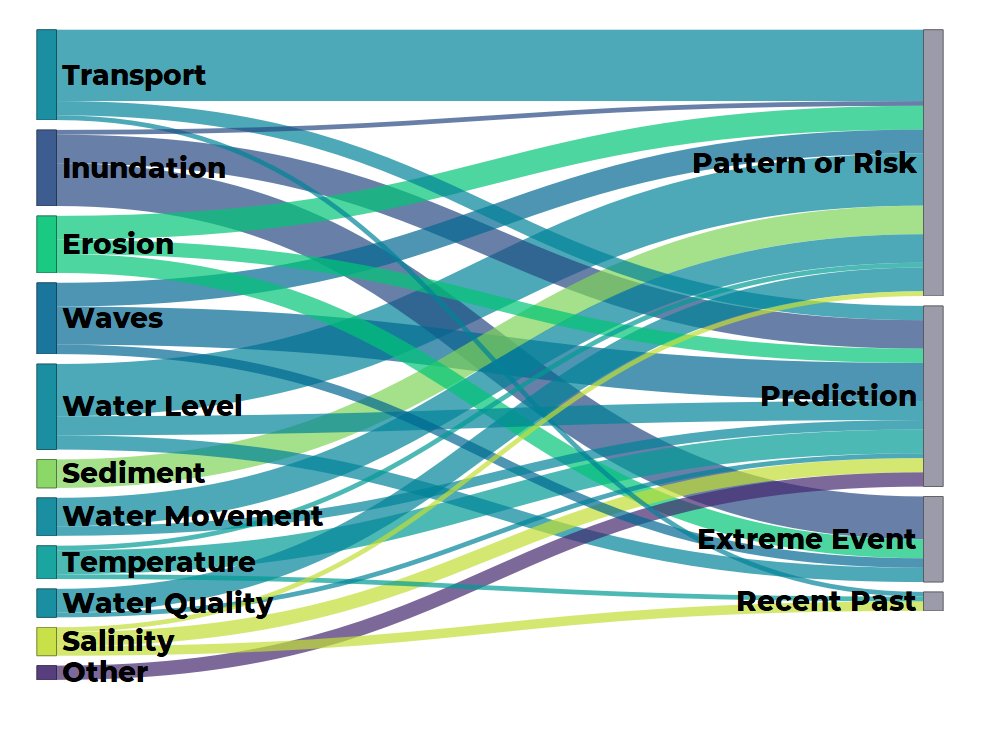 Transport
Inundation
Erosion
Waves
Water Level
Sediment
Water Movement
Temperature
Water Quality
Salinity
Other
Pattern or Risk
Prediction
Extreme Event
Recent Past